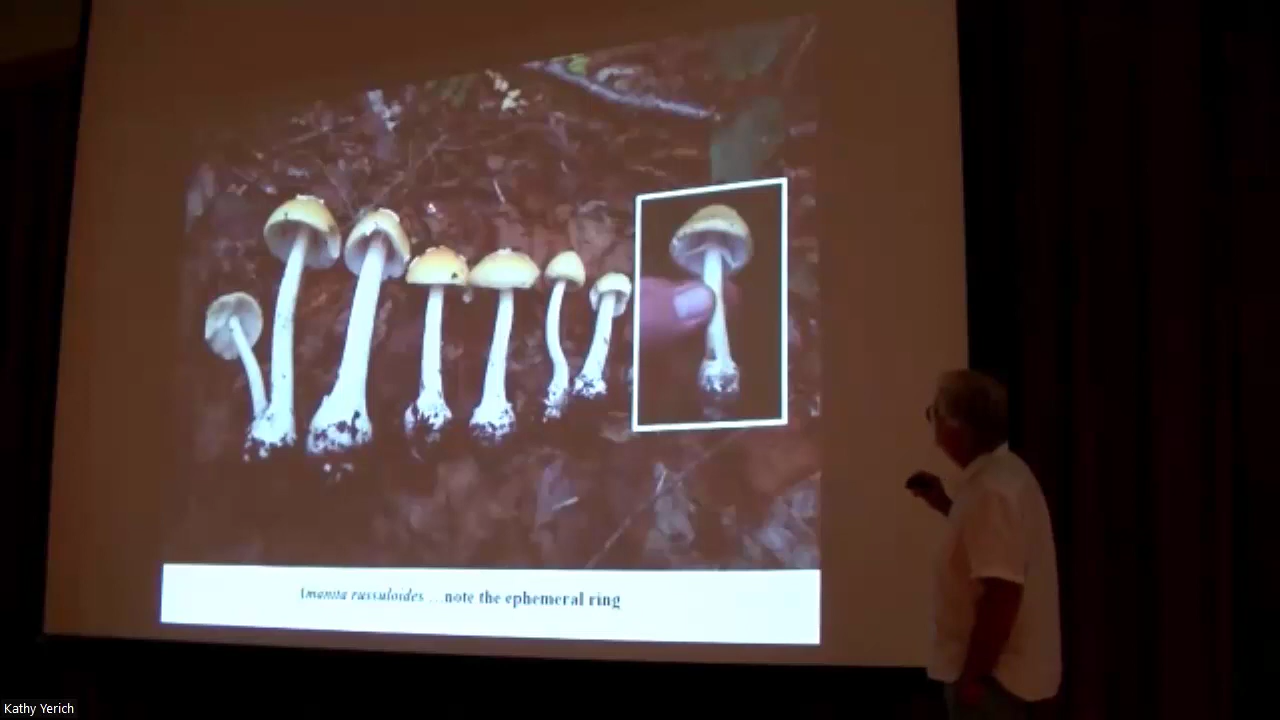 Amanita russuloides …note the ephemeral ring
Kathy Yerich